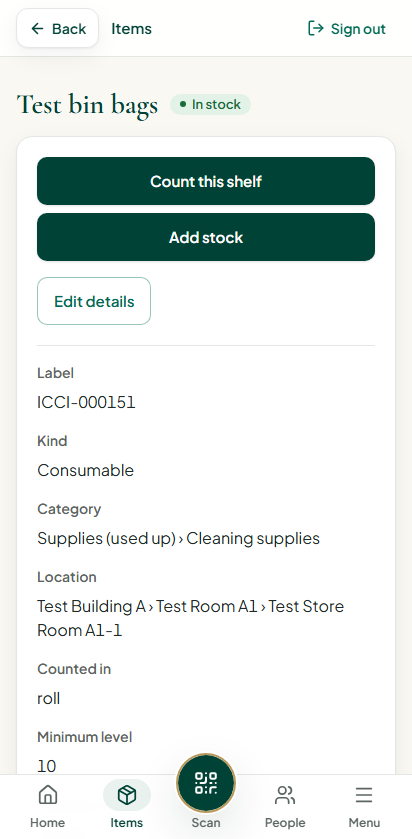 Back Items Sign out
Test bin bags In stock
Count this shelf
Add stock
Edit details
Label
ICCI-000151
Kind
Consumable
Category
Supplies (used up) › Cleaning supplies
Location
Test Building A › Test Room A1 › Test Store
Room A1-1
Counted in
roll
Minimum level
10
Home Items Scan People Menu